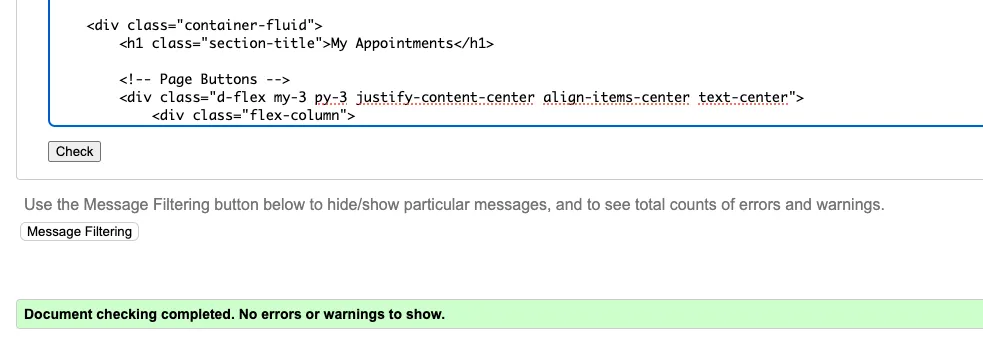 <div class="container-fluid">
<h1 class="section-title">My Appointments</h1>
<!-- Page Buttons -->
<div class="d-flex my-3 py-3 justify-content-center align-items-center text-center">
<div class="flex-column">
Check
Use the Message Filtering button below to hide/show particular messages, and to see total counts of errors and warnings.
Message Filtering
Document checking completed. No errors or warnings to show.